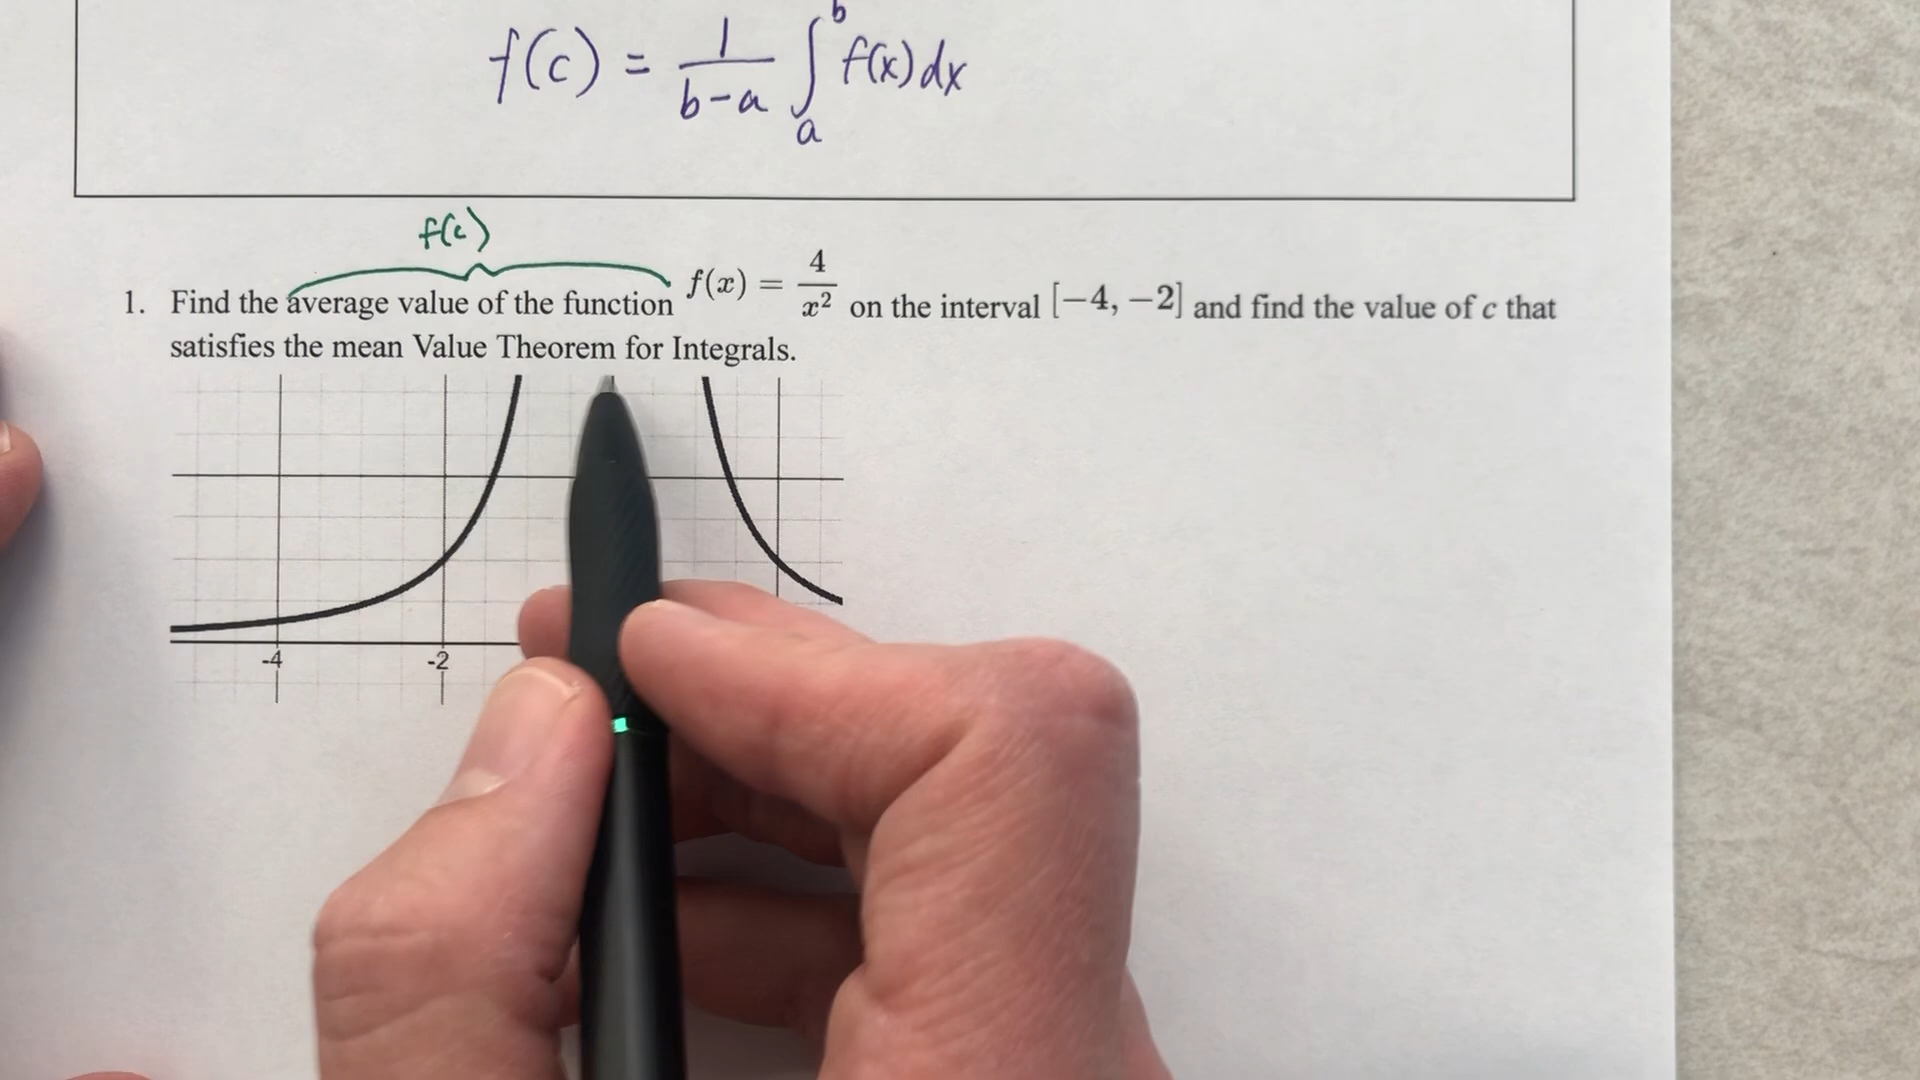 f(c) = 1/(b-a) ∫_a^b f(x) dx
f(c)
1. Find the average value of the function f(x) = 4/x² on the interval [−4, −2] and find the value of c that
satisfies the mean Value Theorem for Integrals.
-4 -2